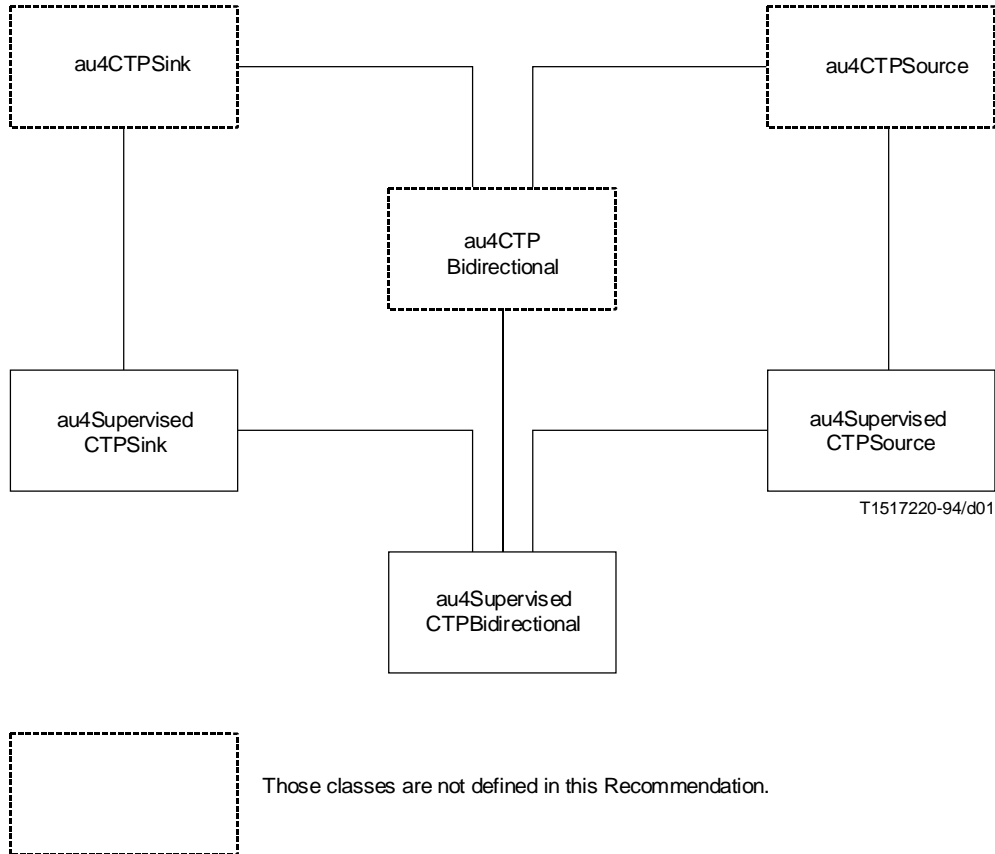 au4CTPSink
au4CTPSource
au4CTP
Bidirectional
au4Supervised
CTPSink
au4Supervised
CTPSource
T1517220-94/d01
au4Supervised
CTPBidirectional
Those classes are not defined in this Recommendation.